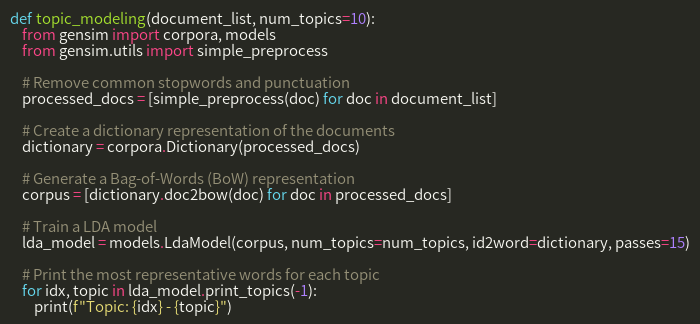 def topic_modeling(document_list, num_topics=10):
    from gensim import corpora, models
    from gensim.utils import simple_preprocess

    # Remove common stopwords and punctuation
    processed_docs = [simple_preprocess(doc) for doc in document_list]

    # Create a dictionary representation of the documents
    dictionary = corpora.Dictionary(processed_docs)

    # Generate a Bag-of-Words (BoW) representation
    corpus = [dictionary.doc2bow(doc) for doc in processed_docs]

    # Train a LDA model
    lda_model = models.LdaModel(corpus, num_topics=num_topics, id2word=dictionary, passes=15)

    # Print the most representative words for each topic
    for idx, topic in lda_model.print_topics(-1):
        print(f"Topic: {idx} - {topic}")